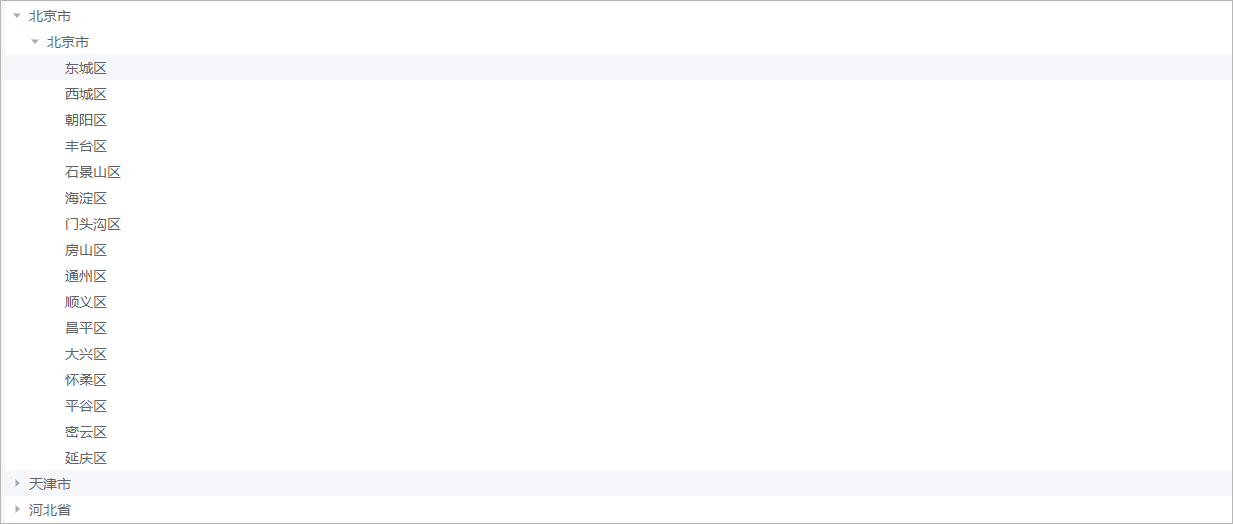 北京市
北京市
东城区
西城区
朝阳区
丰台区
石景山区
海淀区
门头沟区
房山区
通州区
顺义区
昌平区
大兴区
怀柔区
平谷区
密云区
延庆区
天津市
河北省